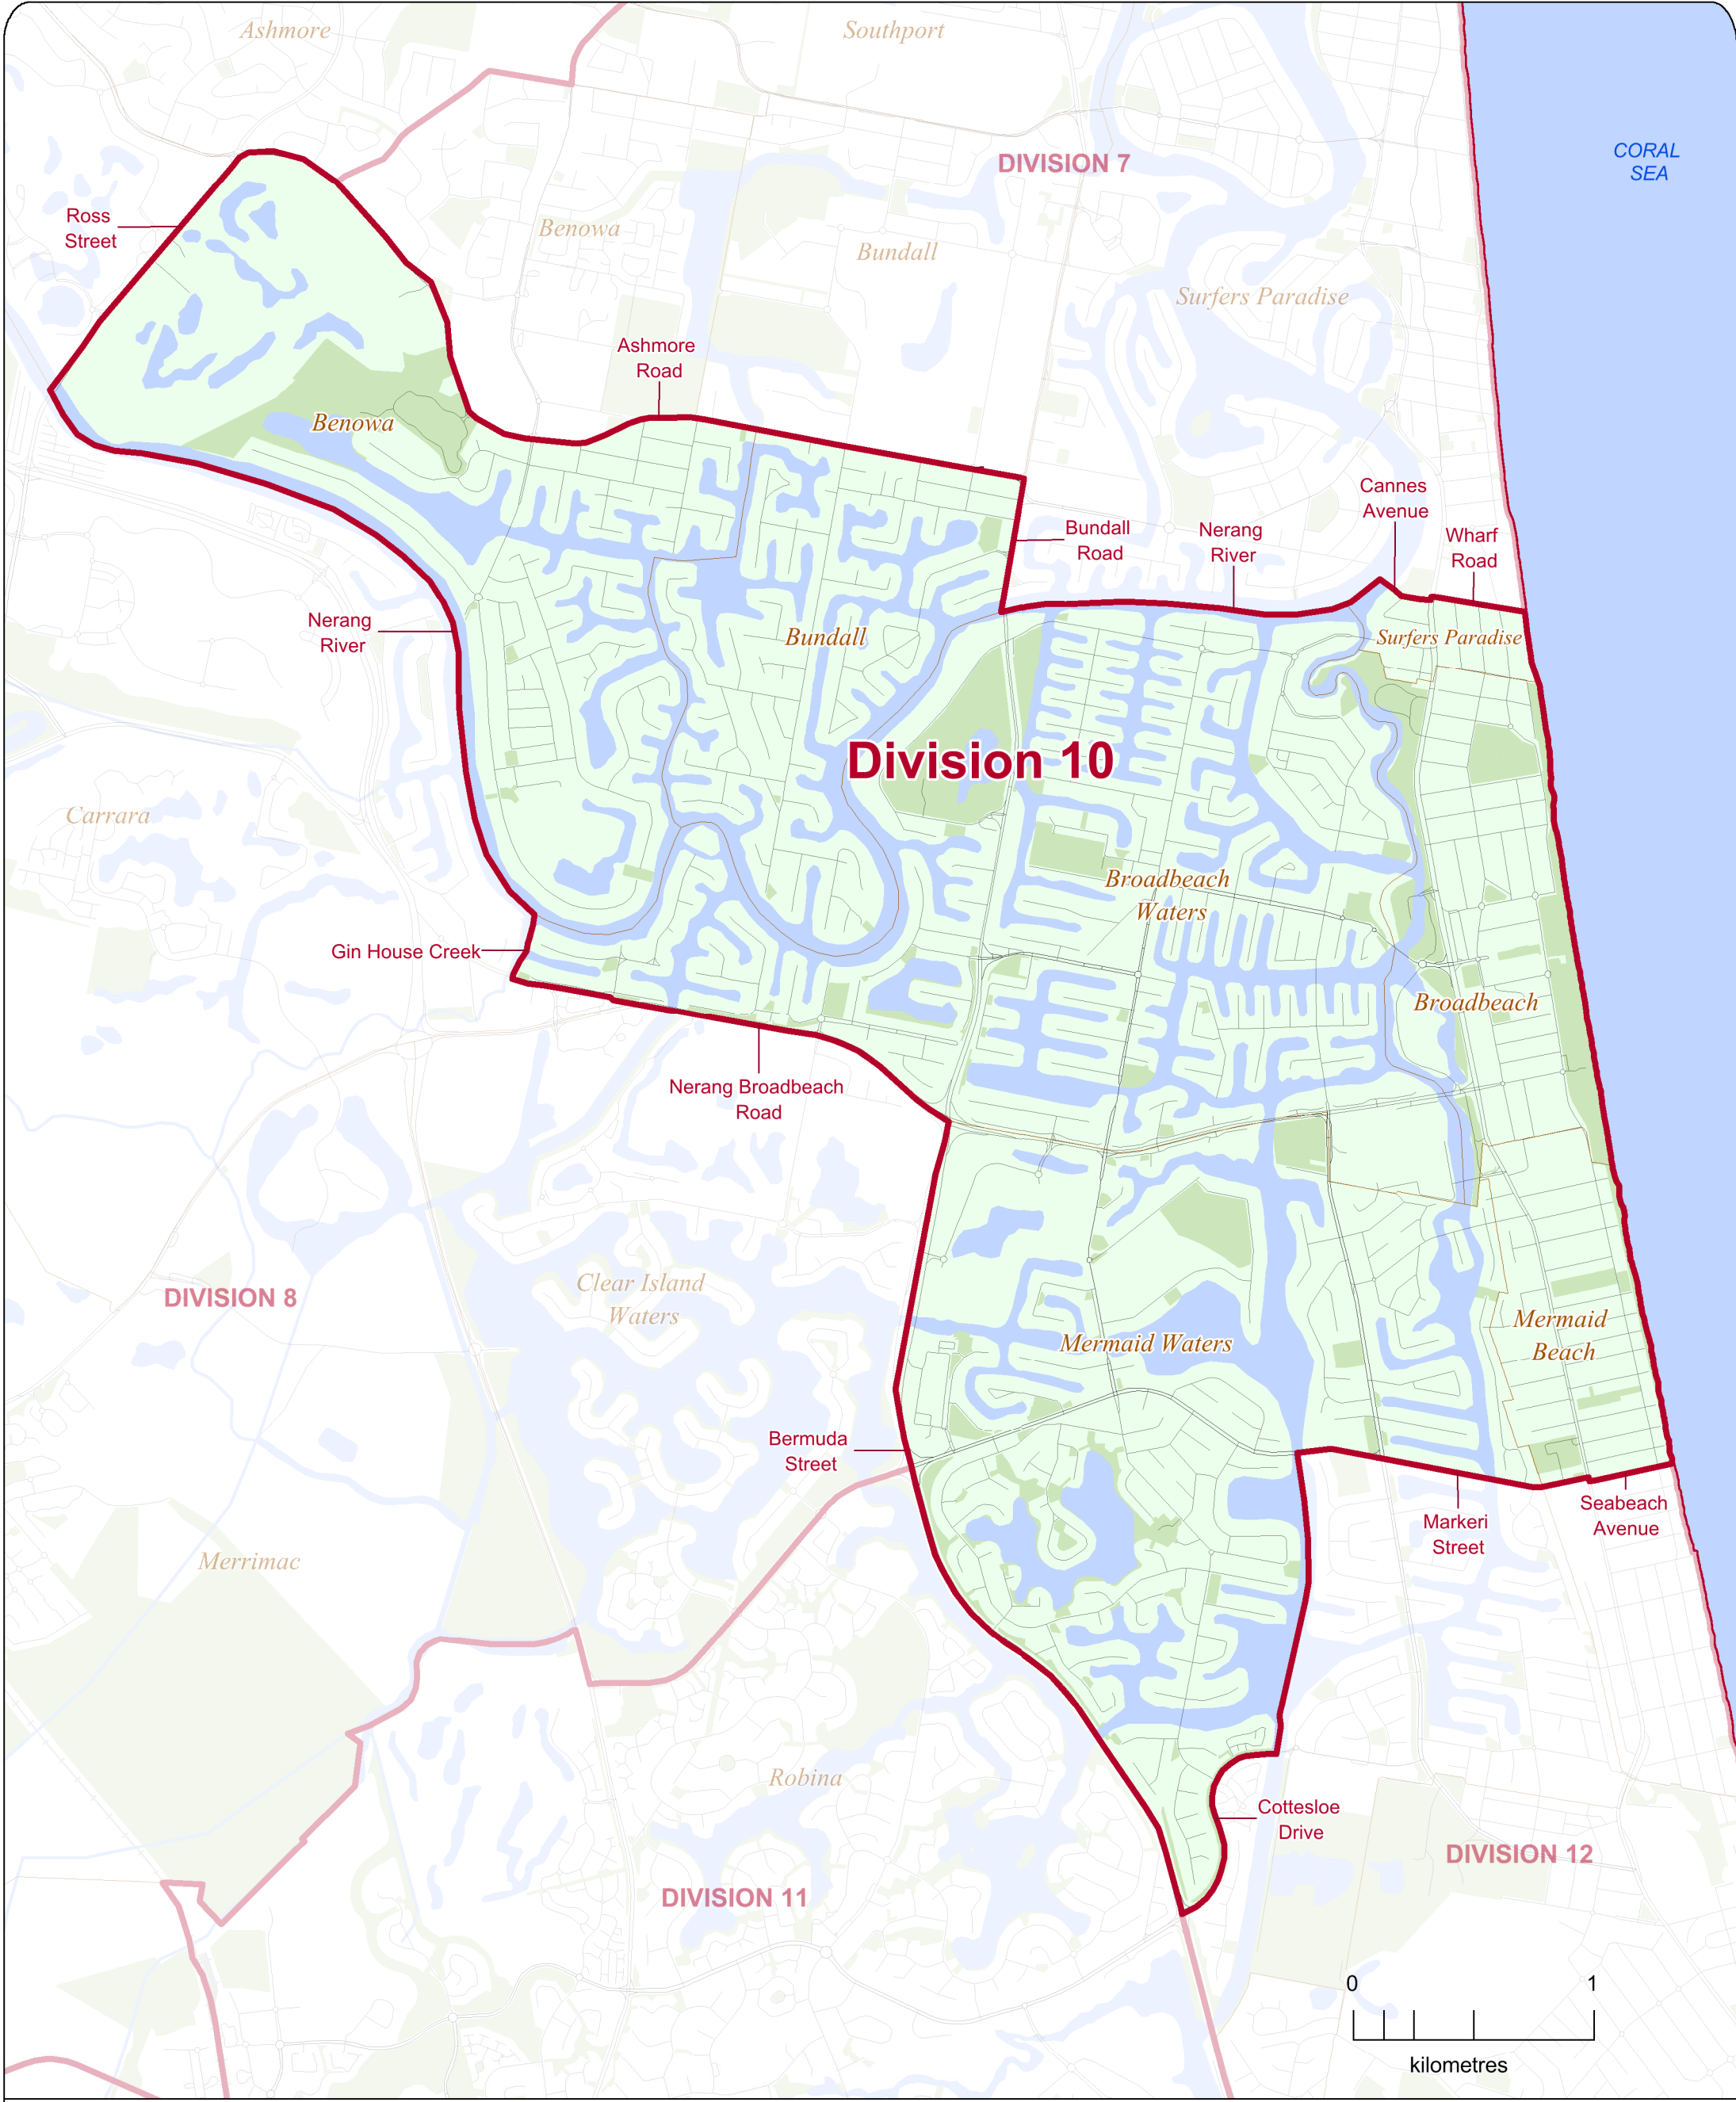 Ashmore
Southport
CORAL
SEA
DIVISION 7
Ross
Street
Benowa
Bundall
Surfers Paradise
Ashmore
Road
Benowa
Cannes
Avenue
Bundall
Road
Nerang
River
Wharf
Road
Nerang
River
Bundall
Surfers Paradise
Division 10
Carrara
Broadbeach
Waters
Gin House Creek
Broadbeach
Nerang Broadbeach
Road
DIVISION 8
Clear Island
Waters
Mermaid Waters
Mermaid
Beach
Bermuda
Street
Markeri
Street
Seabeach
Avenue
Merrimac
Robina
Cottesloe
Drive
DIVISION 12
DIVISION 11
0 1
kilometres